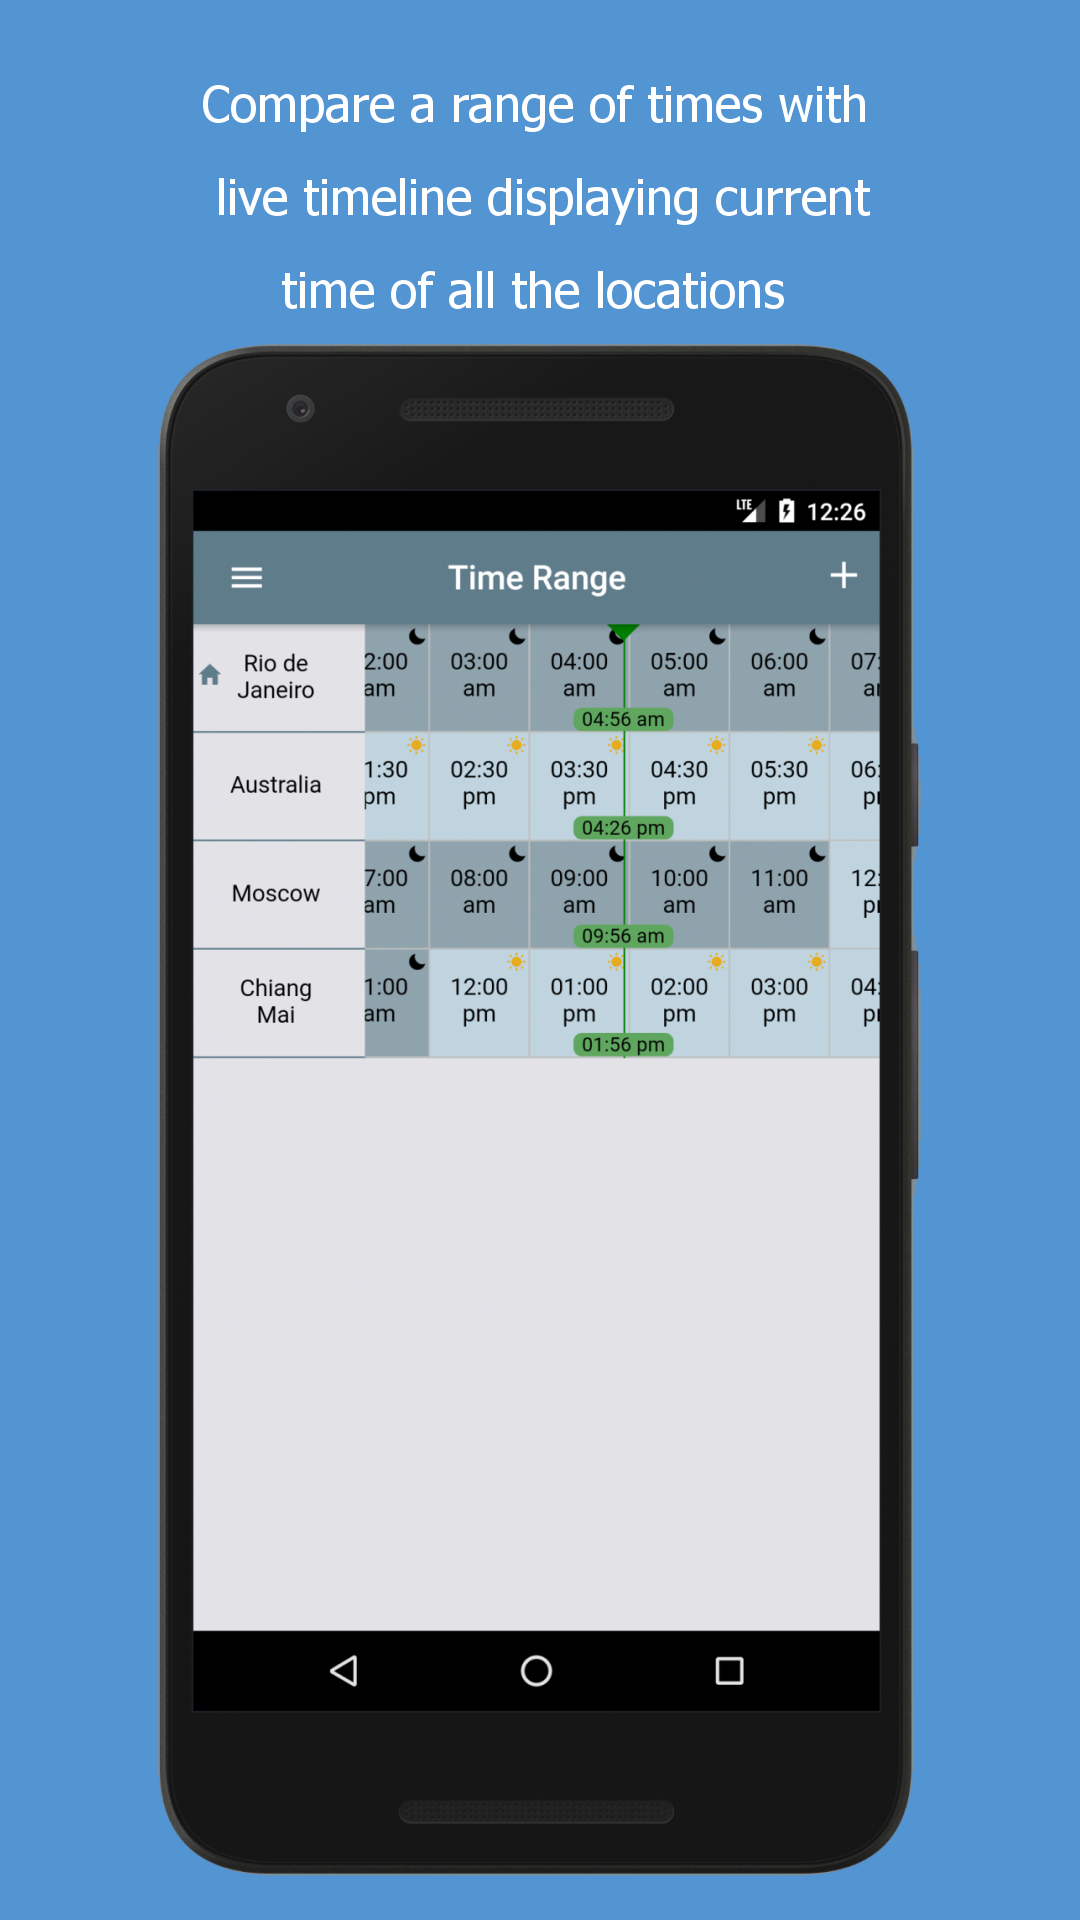 Compare a range of times with
live timeline displaying current
time of all the locations
LTE 12:26
Time Range
Rio de
Janeiro
2:00 am 03:00 am 04:00 am 05:00 am 06:00 am 07: a
04:56 am
Australia
1:30 pm 02:30 pm 03:30 pm 04:30 pm 05:30 pm 06: p
04:26 pm
Moscow
7:00 am 08:00 am 09:00 am 10:00 am 11:00 am 12: p
09:56 am
Chiang
Mai
1:00 am 12:00 pm 01:00 pm 02:00 pm 03:00 pm 04: p
01:56 pm